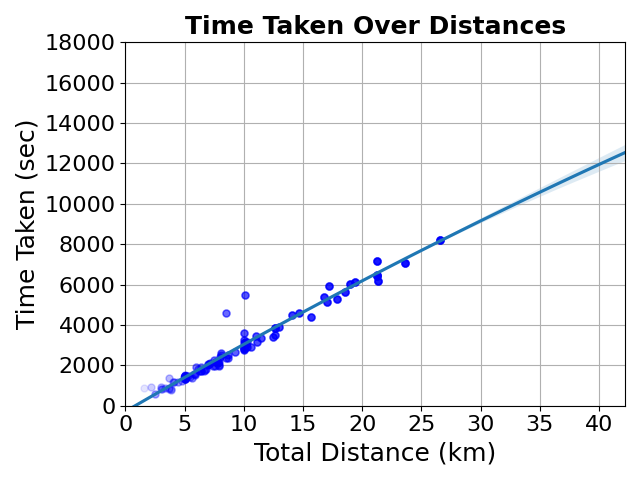 Time Taken Over Distances
18000
16000
14000
12000
10000
8000
6000
4000
2000
0
Time Taken (sec)
0 5 10 15 20 25 30 35 40
Total Distance (km)